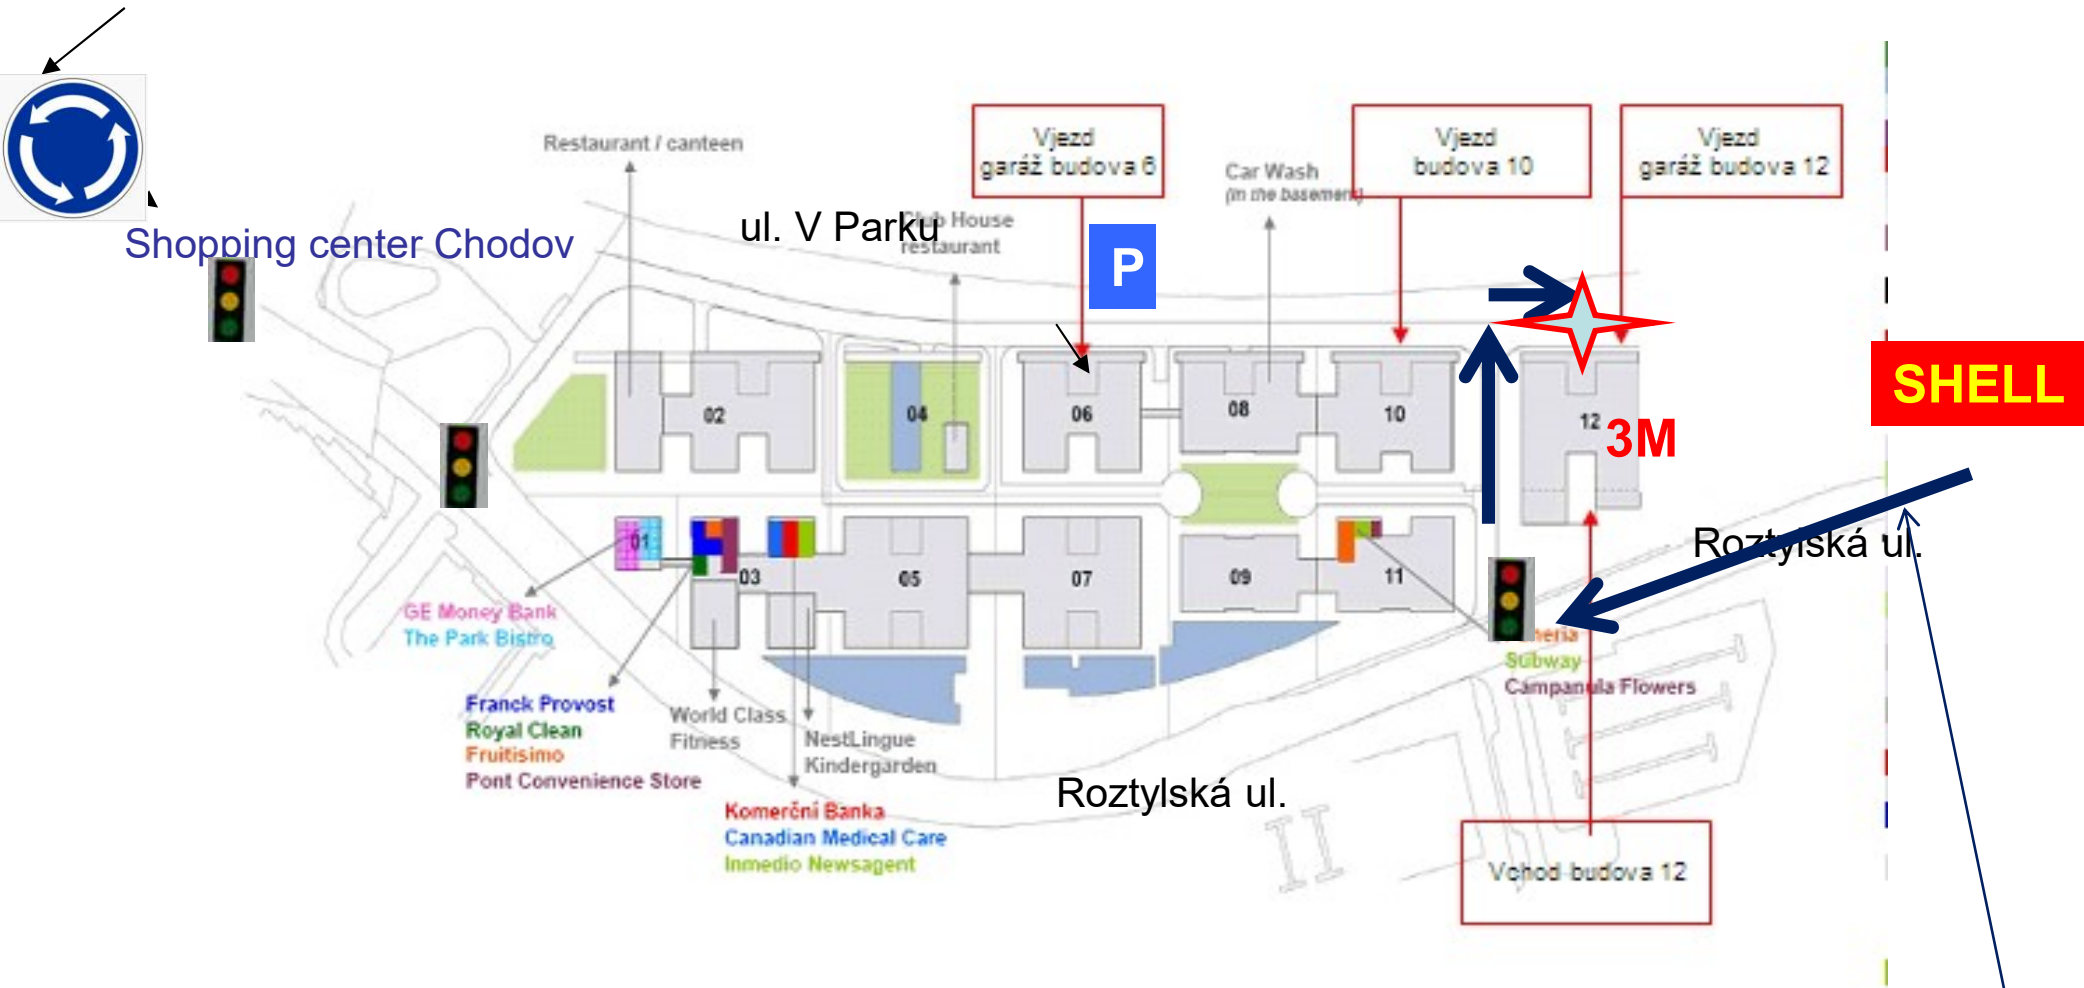 Restaurant / canteen
Vjezd
garáž budova 6
Vjezd
budova 10
Vjezd
garáž budova 12
Car Wash
(in the basement)
ul. V Parku
Club House
restaurant
Shopping center Chodov
P
SHELL
02
04
06
08
10
12
3M
01
03
05
07
09
11
Roztylská ul.
GE Money Bank
The Park Bistro
Subway
Campanula Flowers
Franck Provost
Royal Clean
Fruitisimo
Pont Convenience Store
World Class
Fitness
NestLingue
Kindergarden
Roztylská ul.
Komerční Banka
Canadian Medical Care
Inmedio Newsagent
Vchod budova 12